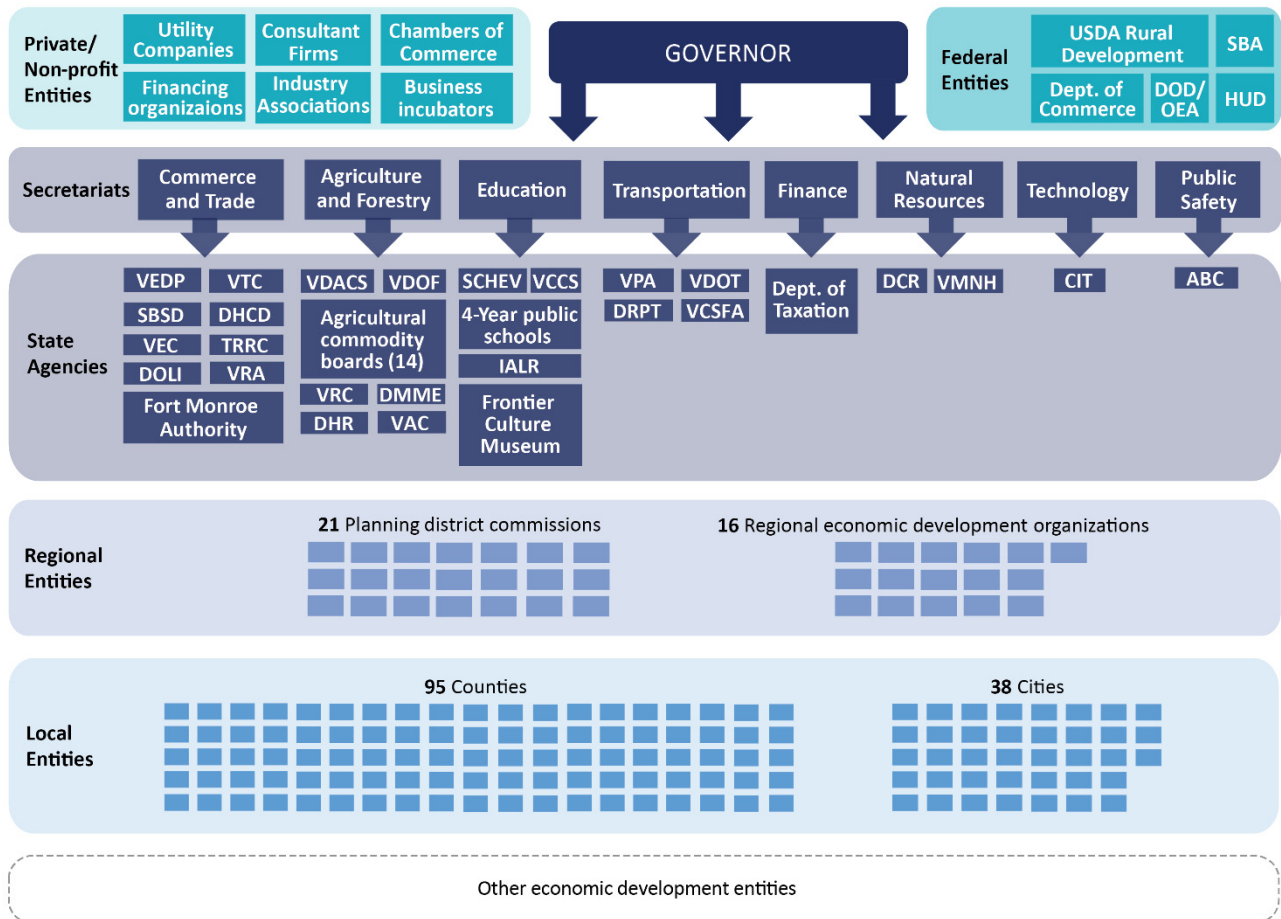 Private/
Non-profit
Entities
Utility
Companies
Consultant
Firms
Chambers of
Commerce
Financing
organizaions
Industry
Associations
Business
incubators
GOVERNOR
Federal
Entities
USDA Rural
Development
SBA
Dept. of
Commerce
DOD/
OEA
HUD
Secretariats
Commerce
and Trade
Agriculture
and Forestry
Education
Transportation
Finance
Natural
Resources
Technology
Public
Safety
State
Agencies
VEDP
VTC
SBSD
DHCD
VEC
TRRC
DOLI
VRA
Fort Monroe
Authority
VDACS
VDOF
Agricultural
commodity
boards (14)
VRC
DMME
DHR
VAC
SCHEV
VCCS
4-Year public
schools
IALR
Frontier
Culture
Museum
VPA
VDOT
DRPT
VCSFA
Dept. of
Taxation
DCR
VMNH
CIT
ABC
Regional
Entities
21 Planning district commissions
16 Regional economic development organizations
Local
Entities
95 Counties
38 Cities
Other economic development entities